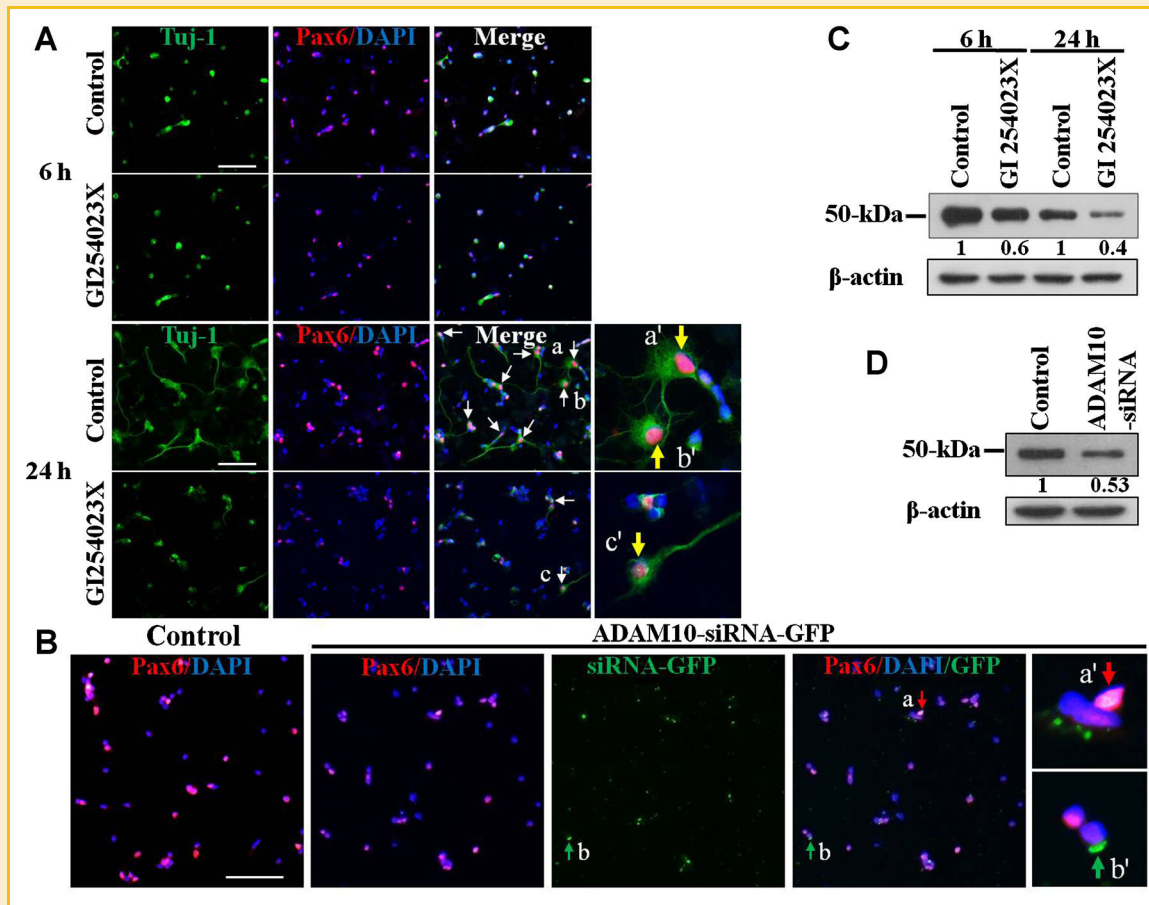 A
Tuj-1 Pax6/DAPI Merge
Control
6 h
GI254023X
Tuj-1 Pax6/DAPI Merge
a
b
a'
b'
Control
24 h
GI254023X
c
c'
B
Control
ADAM10-siRNA-GFP
Pax6/DAPI Pax6/DAPI siRNA-GFP Pax6/DAPI/GFP
a
b
b
a'
b'
C
6 h 24 h
Control GI 254023X Control GI 254023X
50-kDa
1 0.6 1 0.4
β-actin
D
Control ADAM10
-siRNA
50-kDa
1 0.53
β-actin